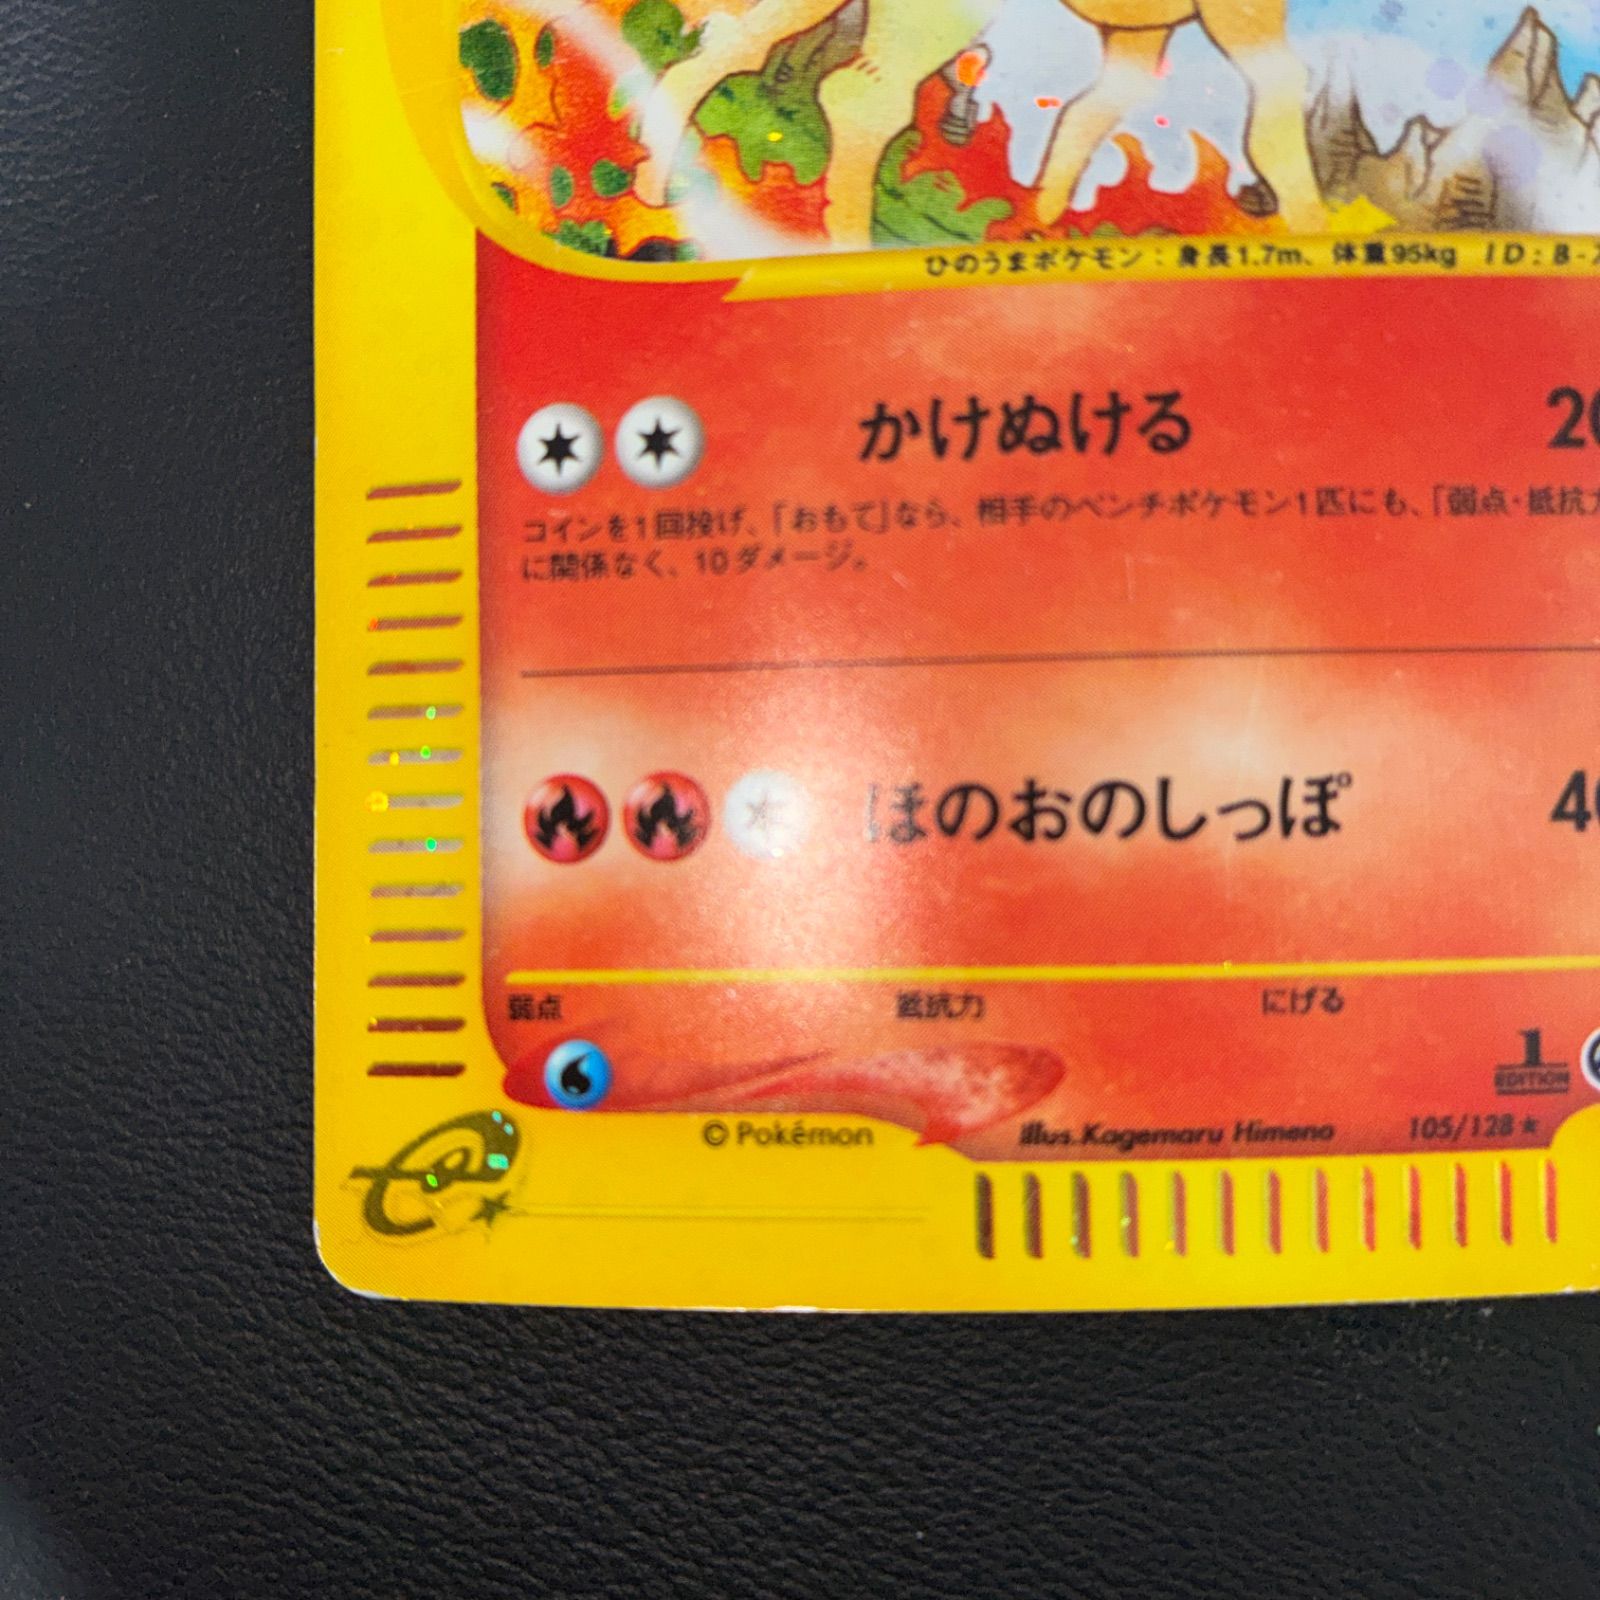 ひのうまポケモン：身長1.7m、体重95kg ID：B-
かけぬける
コインを1回投げ、「おもて」なら、相手のベンチポケモン1匹にも、「弱点・抵抗力
に関係なく、10ダメージ。
ほのおのしっぽ
弱点 抵抗力 にげる
1
EDITION
© Pokémon Illus.Kagemaru Himeno 105/128★
e